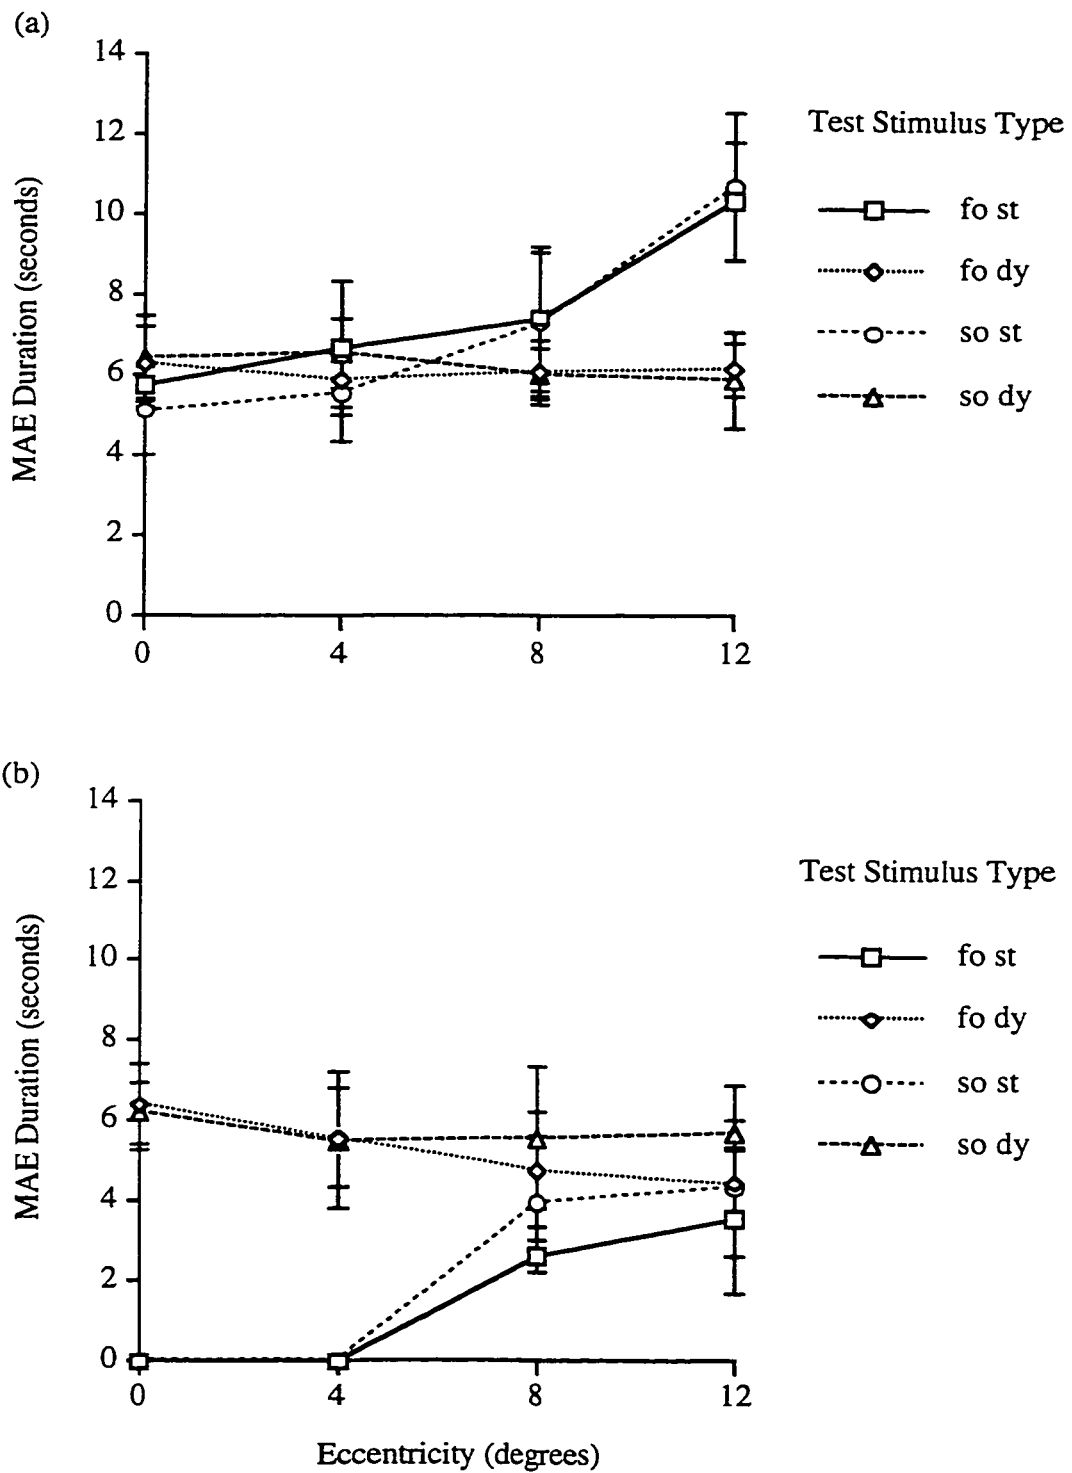 (a)
14
12
10
8
6
4
2
0
0 4 8 12
MAE Duration (seconds)
Test Stimulus Type
fo st
fo dy
so st
so dy
(b)
14
12
10
8
6
4
2
0
0 4 8 12
MAE Duration (seconds)
Eccentricity (degrees)
Test Stimulus Type
fo st
fo dy
so st
so dy